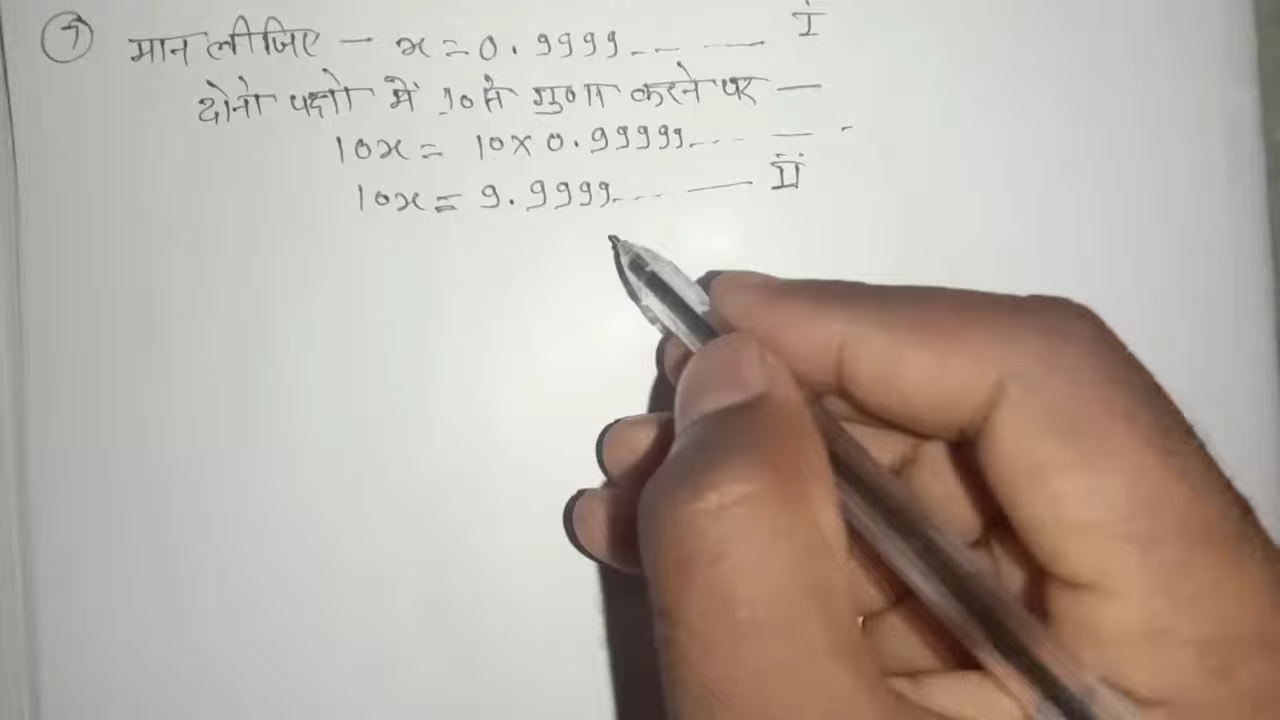 7 मान लीजिए - x = 0.9999... — I
दोनो पक्षो में 10 से गुणा करने पर —
10x = 10 × 0.99999... —
10x = 9.9999... — II